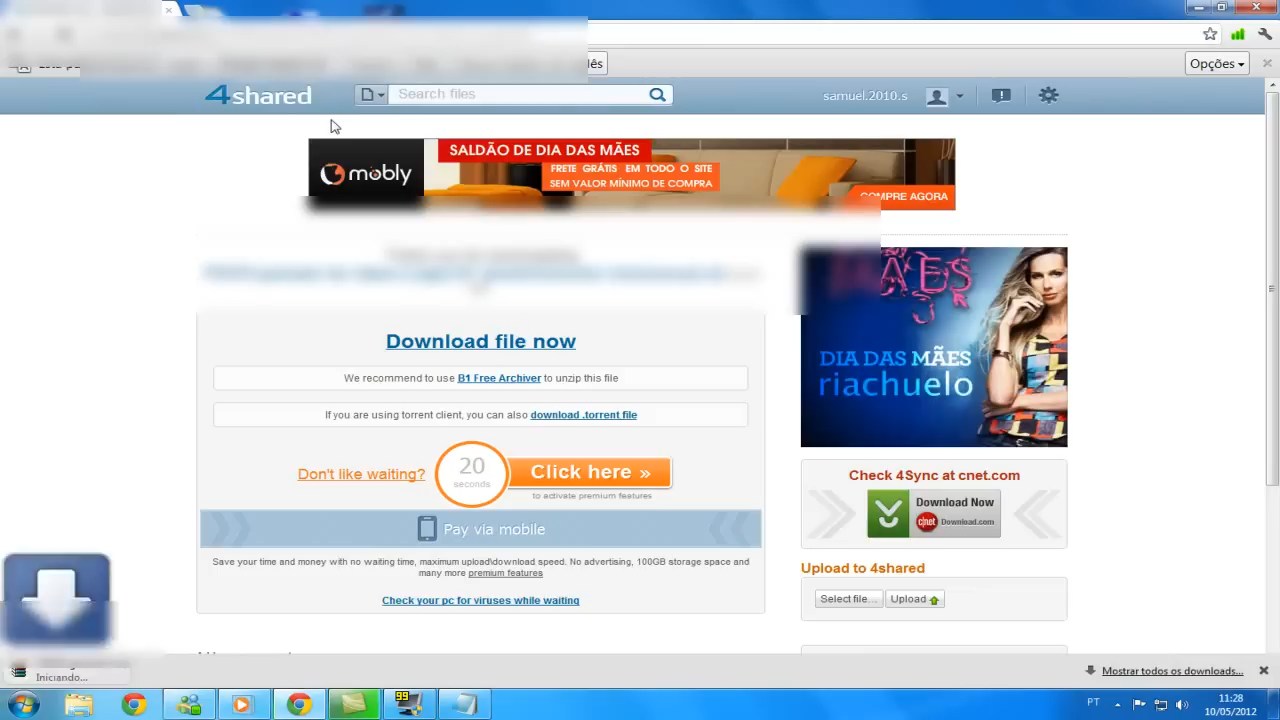 ês
Opções
4shared
Search files
samuel.2010.s
SALDÃO DE DIA DAS MÃES
mobly
FRETE GRÁTIS EM TODO O SITE
SEM VALOR MÍNIMO DE COMPRA
COMPRE AGORA
MÃES
Download file now
We recommend to use B1 Free Archiver to unzip this file
If you are using torrent client, you can also download .torrent file
DIA DAS MÃES
riachuelo
Don't like waiting?
20
seconds
Click here »
to activate premium features
Pay via mobile
Save your time and money with no waiting time, maximum upload\download speed. No advertising, 100GB storage space and
many more premium features
Check your pc for viruses while waiting
Check 4Sync at cnet.com
Download Now
c|net Download.com
Upload to 4shared
Select file...
Upload
Iniciando...
Mostrar todos os downloads...
99
PT
11:28
10/05/2012